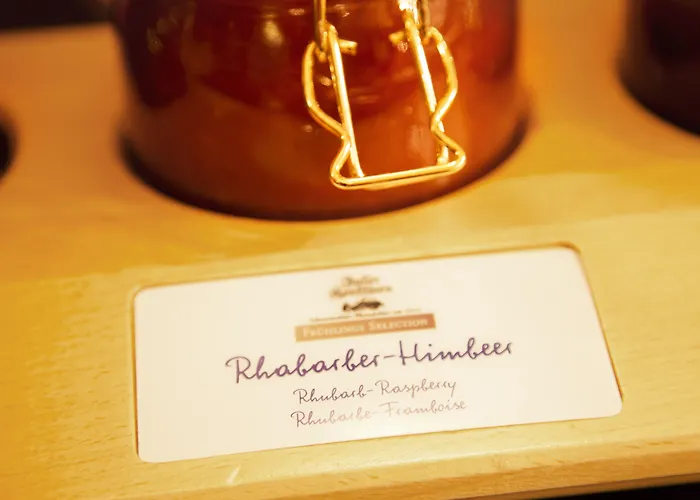 FRÜHLINGS SELECTION
Rhabarber-Himbeer
Rhubarb-Raspberry
Rhubarbe-Framboise